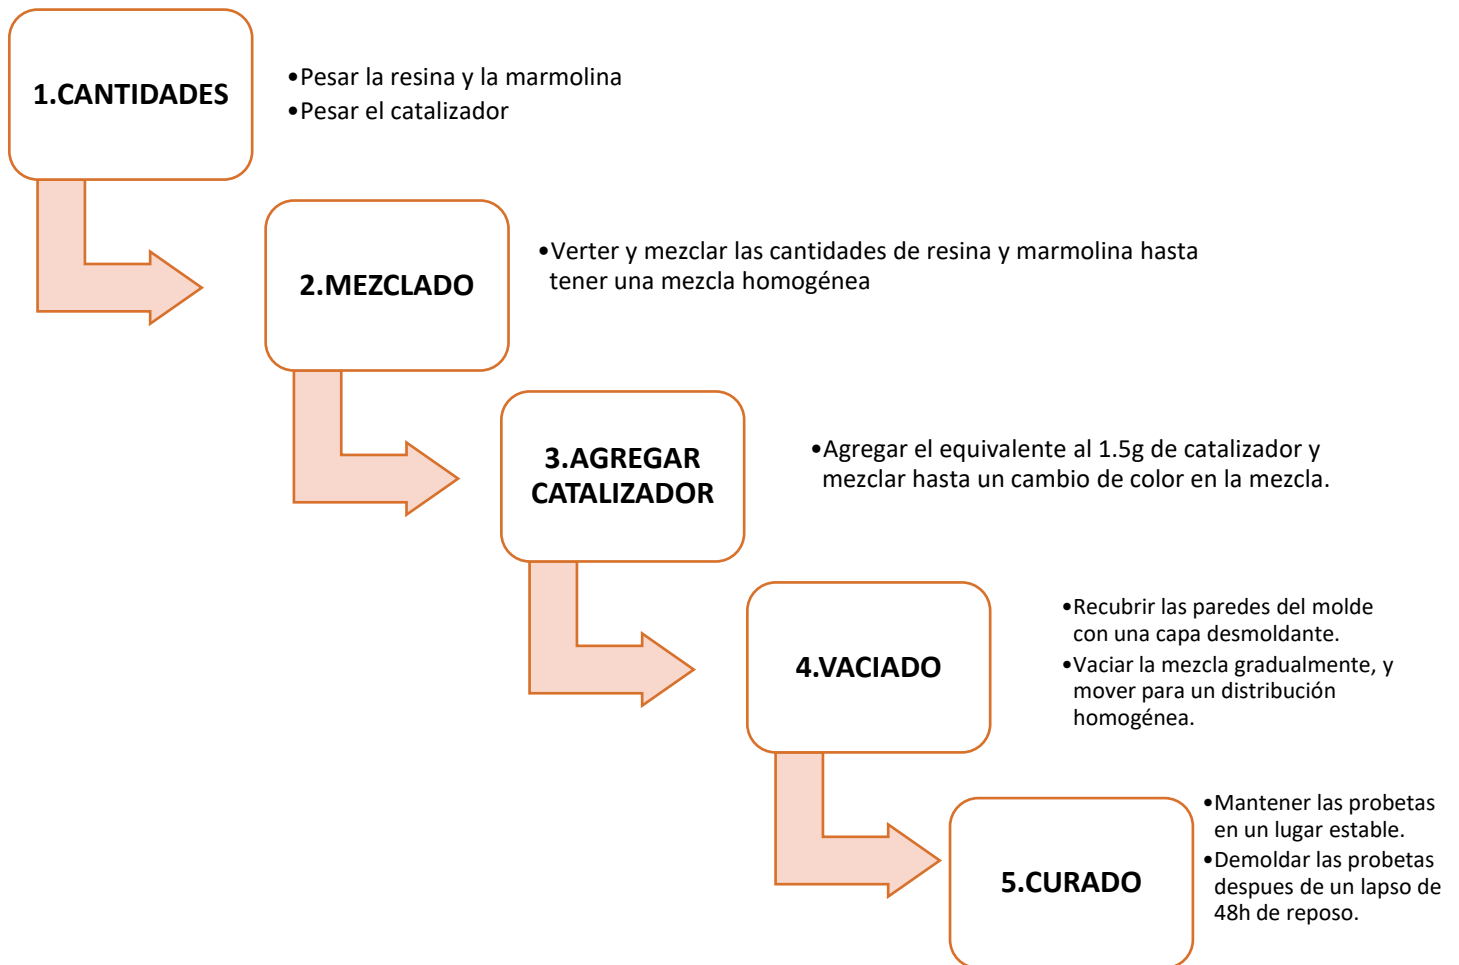 1.CANTIDADES
•Pesar la resina y la marmolina
•Pesar el catalizador
2.MEZCLADO
•Verter y mezclar las cantidades de resina y marmolina hasta
tener una mezcla homogénea
3.AGREGAR
CATALIZADOR
•Agregar el equivalente al 1.5g de catalizador y
mezclar hasta un cambio de color en la mezcla.
4.VACIADO
•Recubrir las paredes del molde
con una capa desmoldante.
•Vaciar la mezcla gradualmente, y
mover para un distribución
homogénea.
5.CURADO
•Mantener las probetas
en un lugar estable.
•Demoldar las probetas
despues de un lapso de
48h de reposo.